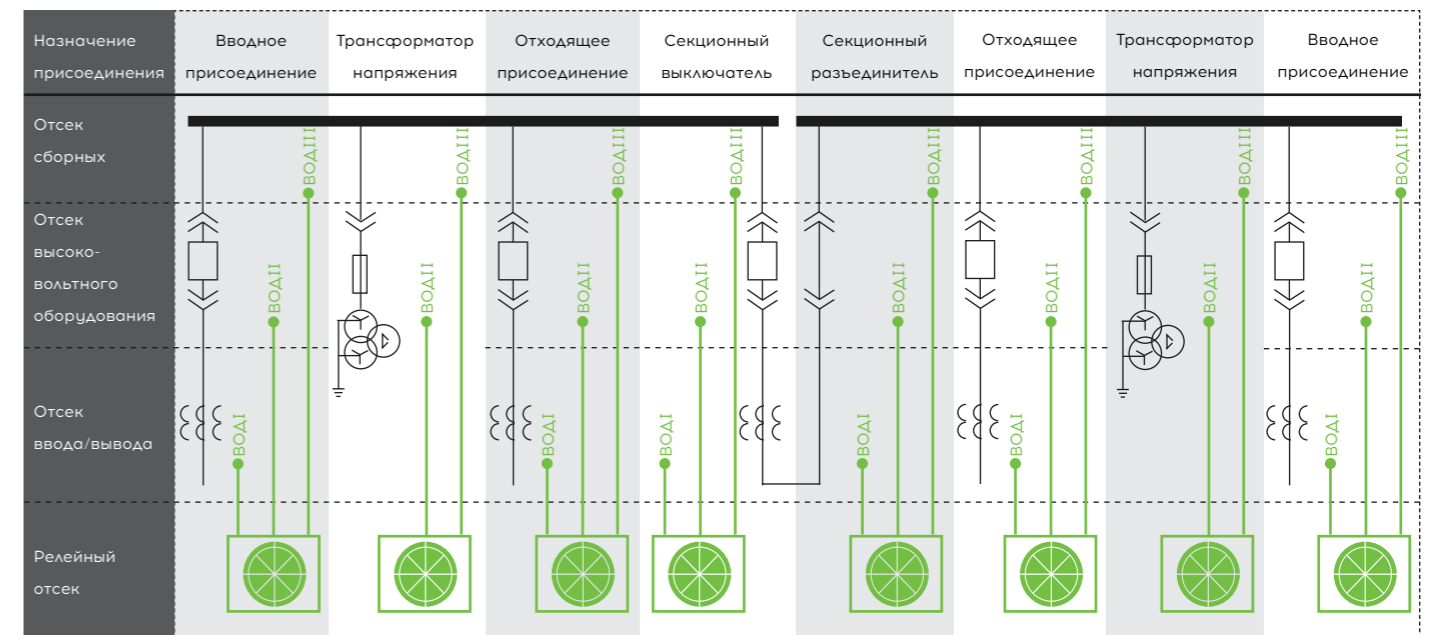 Назначение
присоединения
Вводное
присоединение
Трансформатор
напряжения
Отходящее
присоединение
Секционный
выключатель
Секционный
разъединитель
Отходящее
присоединение
Трансформатор
напряжения
Вводное
присоединение
Отсек
сборных
ВОДIII
ВОДIII
ВОДIII
ВОДIII
ВОДIII
ВОДIII
ВОДIII
ВОДIII
Отсек
высоко-
вольтного
оборудования
ВОДII
ВОДII
ВОДII
ВОДII
ВОДII
ВОДII
ВОДII
ВОДII
Отсек
ввода/вывода
ВОДI
ВОДI
ВОДI
ВОДI
ВОДI
ВОДI
Релейный
отсек